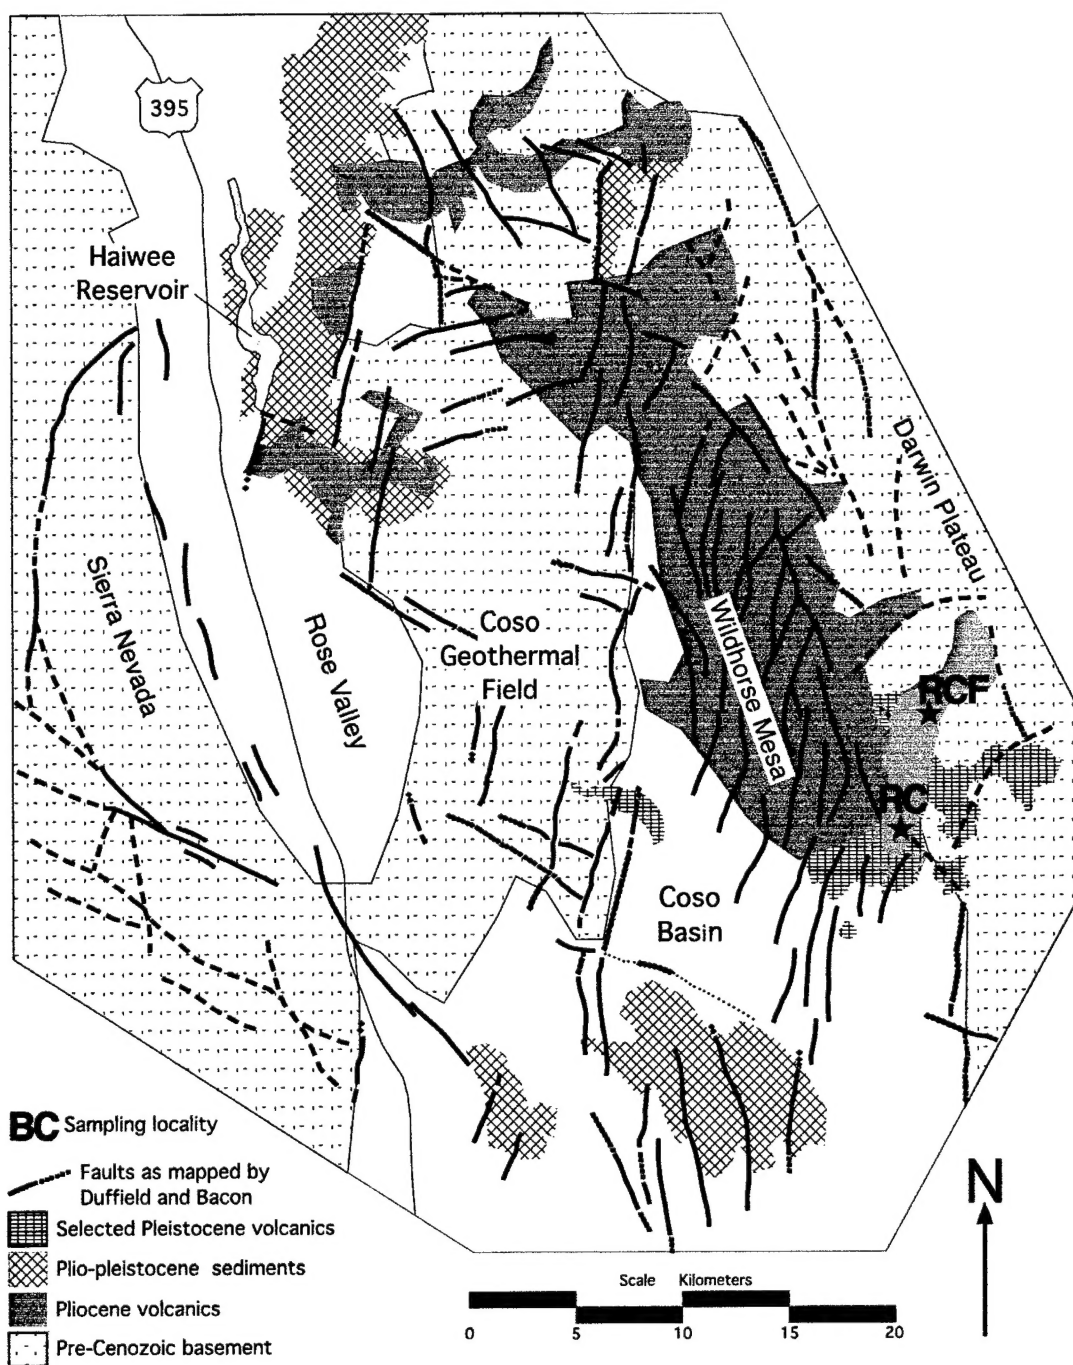 395
Haiwee
Reservoir
Sierra Nevada
Rose Valley
Coso
Geothermal
Field
Wildhorse Mesa
Darwin Plateau
RCF
RC
Coso
Basin
BC Sampling locality
Faults as mapped by
Duffield and Bacon
Selected Pleistocene volcanics
Plio-pleistocene sediments
Pliocene volcanics
Pre-Cenozoic basement
Scale Kilometers
0 5 10 15 20
N